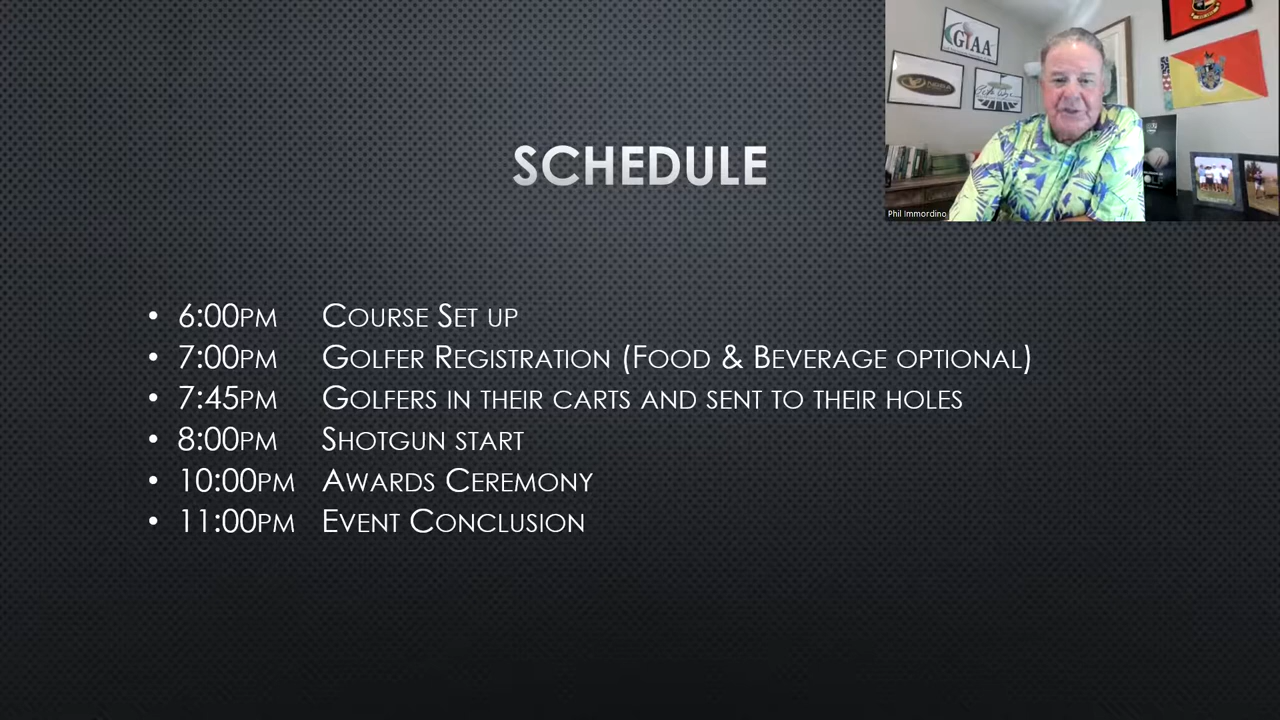 GIAA
SCHEDULE
Phil Immordino
• 6:00PM Course Set up
• 7:00PM Golfer Registration (Food & Beverage optional)
• 7:45PM Golfers in their carts and sent to their holes
• 8:00PM Shotgun start
• 10:00PM Awards Ceremony
• 11:00PM Event Conclusion